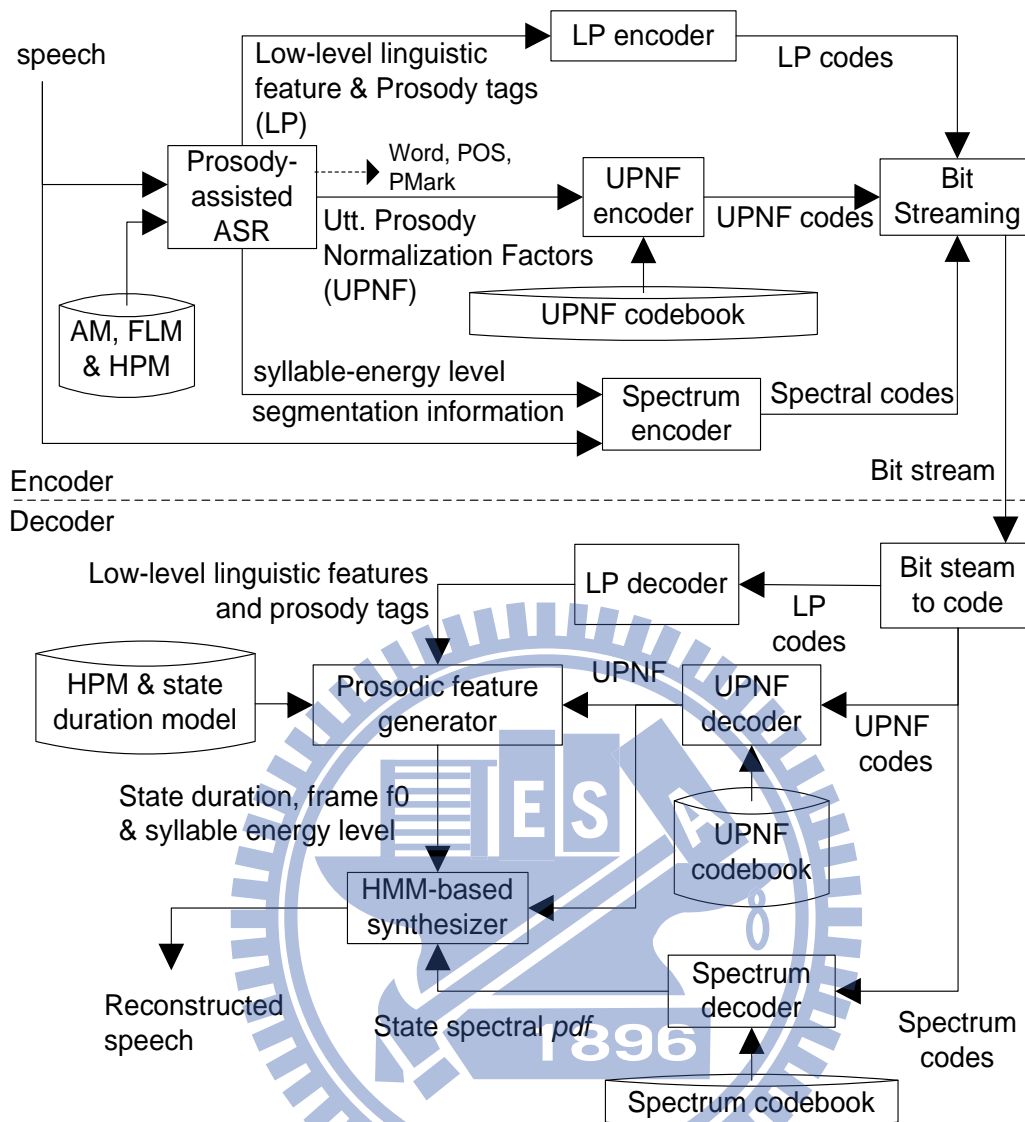 speech
Low-level linguistic
feature & Prosody tags
(LP)
LP encoder
LP codes
Prosody-
assisted
ASR
Word, POS,
PMark
Utt. Prosody
Normalization Factors
(UPNF)
UPNF
encoder
UPNF codes
Bit
Streaming
AM, FLM
& HPM
UPNF codebook
syllable-energy level
segmentation information
Spectrum
encoder
Spectral codes
Encoder
Bit stream
Decoder
Low-level linguistic features
and prosody tags
LP decoder
LP
codes
Bit steam
to code
HPM & state
duration model
Prosodic feature
generator
UPNF
UPNF
decoder
UPNF
codes
State duration, frame f0
& syllable energy level
E S A
UPNF
codebook
8
HMM-based
synthesizer
Reconstructed
speech
State spectral pdf
Spectrum
decoder
Spectrum
codes
1896
Spectrum codebook